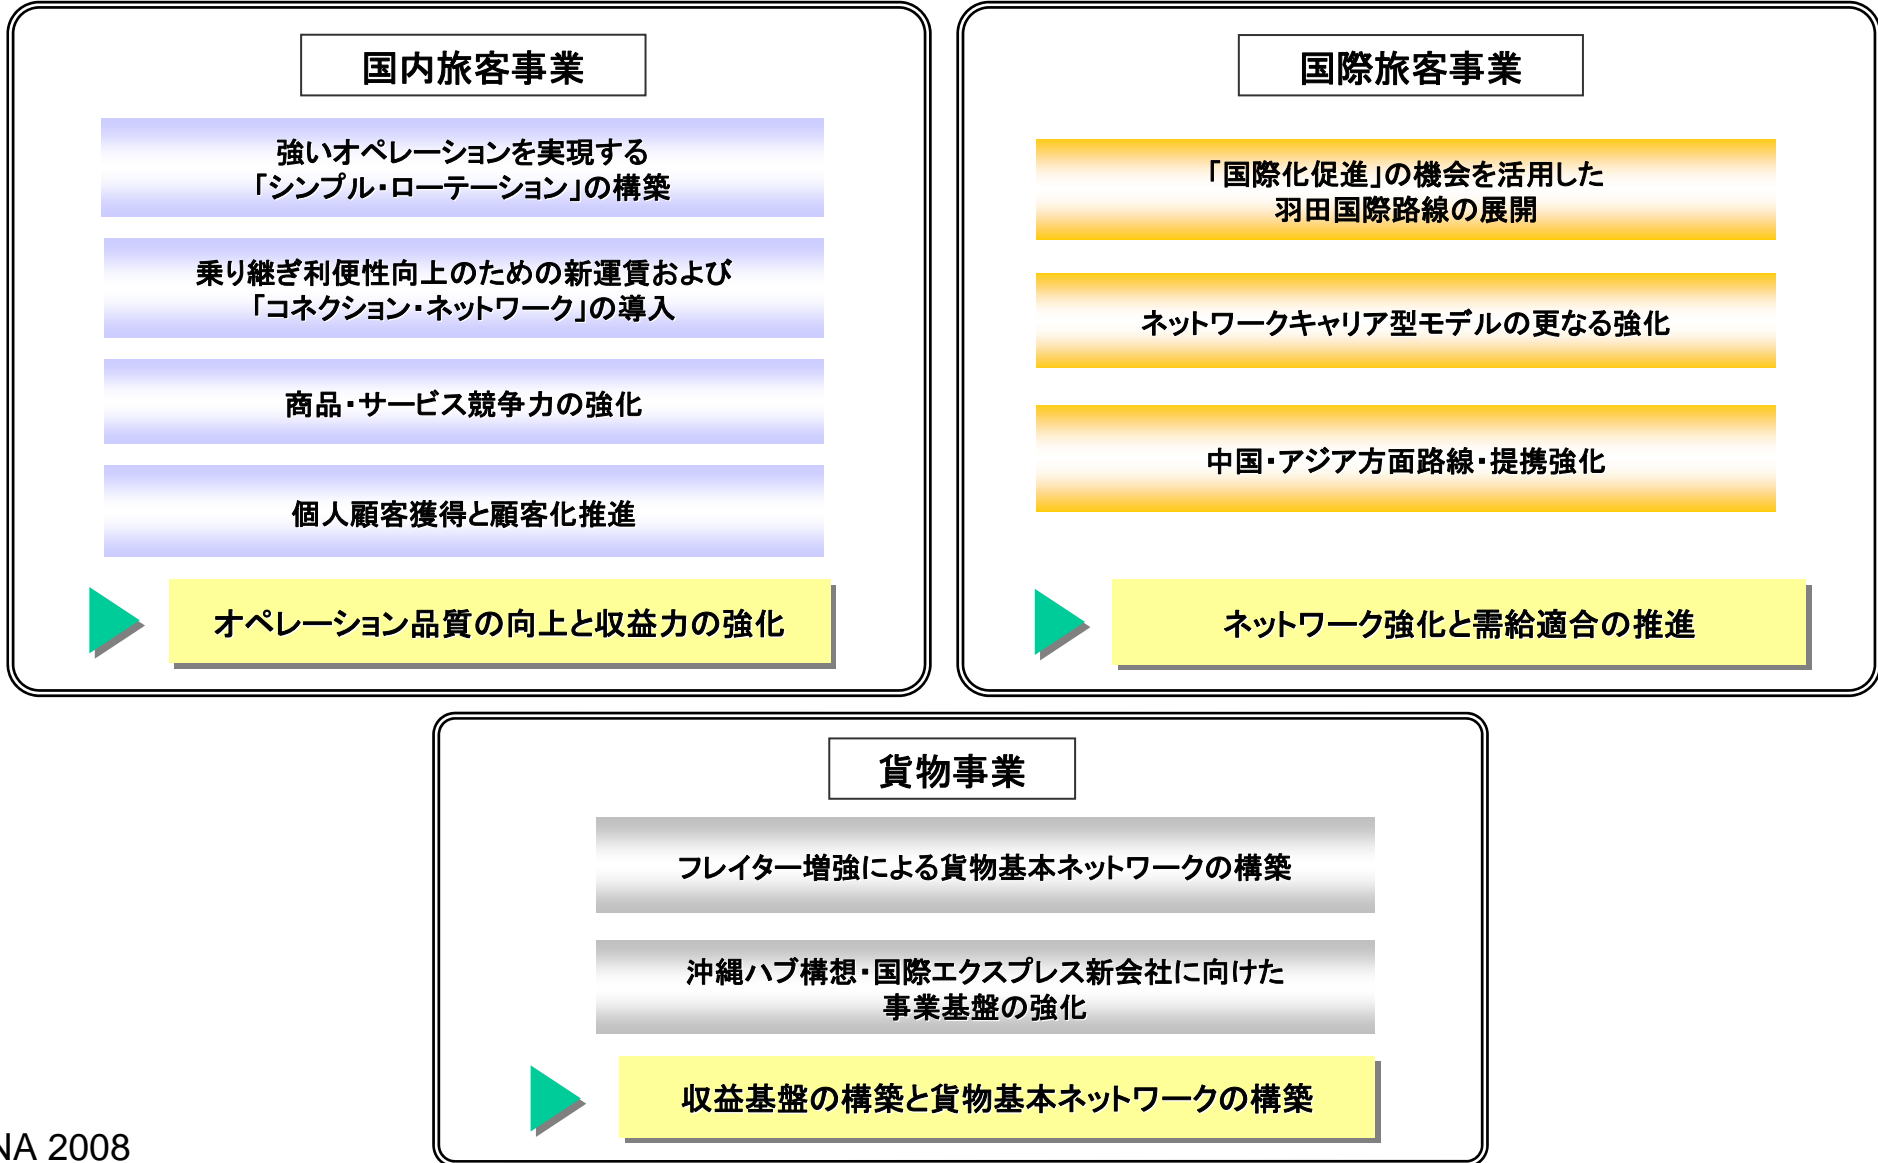 国内旅客事業
強いオペレーションを実現する
「シンプル・ローテーション」の構築
乗り継ぎ利便性向上のための新運賃および
「コネクション・ネットワーク」の導入
商品・サービス競争力の強化
個人顧客獲得と顧客化推進
オペレーション品質の向上と収益力の強化
国際旅客事業
「国際化促進」の機会を活用した
羽田国際路線の展開
ネットワークキャリア型モデルの更なる強化
中国・アジア方面路線・提携強化
ネットワーク強化と需給適合の推進
貨物事業
フレイター増強による貨物基本ネットワークの構築
沖縄ハブ構想・国際エクスプレス新会社に向けた
事業基盤の強化
収益基盤の構築と貨物基本ネットワークの構築
NA 2008